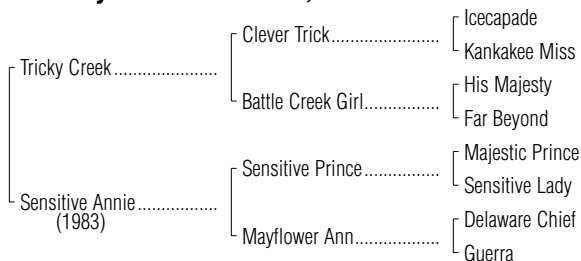 Icecapade
Clever Trick....................
Kankakee Miss
Tricky Creek...................
His Majesty
Battle Creek Girl..............
Far Beyond
Majestic Prince
Sensitive Prince..............
Sensitive Lady
Sensitive Annie..............
(1983)
Delaware Chief
Mayflower Ann...............
Guerra